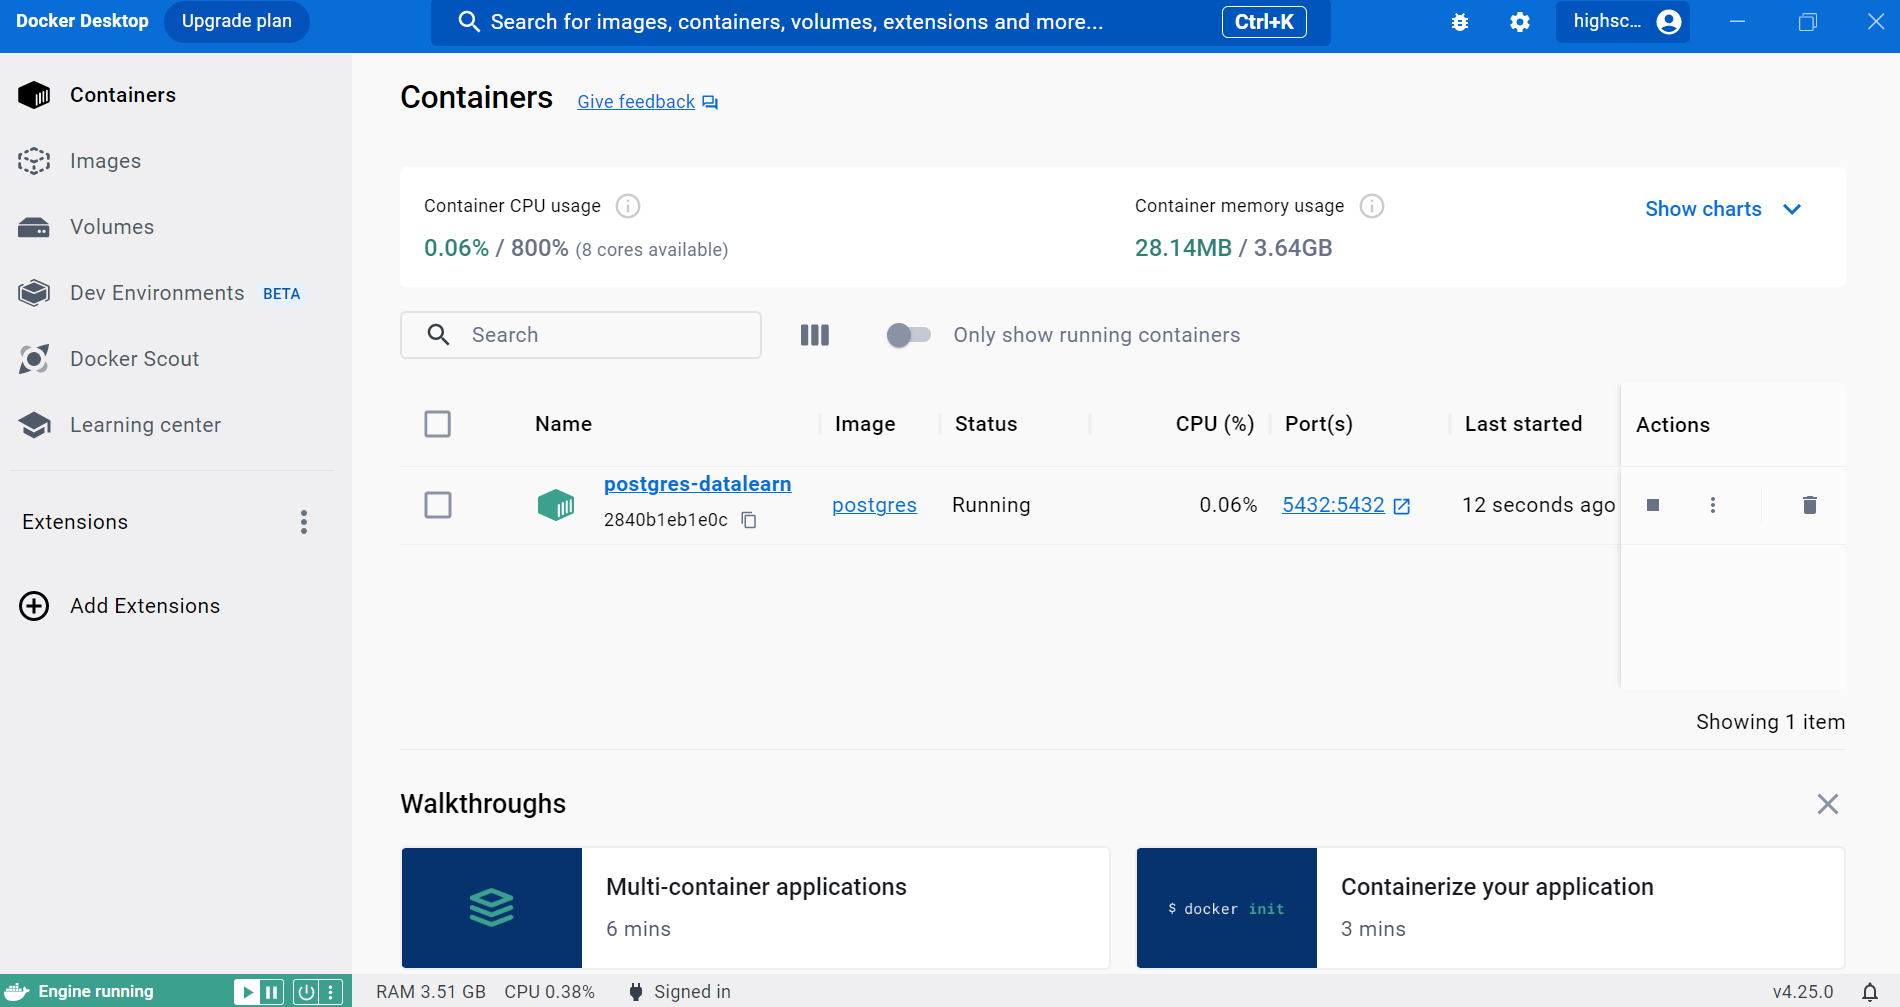 Docker Desktop
Upgrade plan
Search for images, containers, volumes, extensions and more...
Ctrl+K
highsc...
Containers
Images
Volumes
Dev Environments BETA
Docker Scout
Learning center
Extensions
Add Extensions
Containers
Give feedback
Container CPU usage
0.06% / 800% (8 cores available)
Container memory usage
28.14MB / 3.64GB
Show charts
Search
Only show running containers
Name Image Status CPU (%) Port(s) Last started Actions
postgres-datalearn
2840b1eb1e0c
postgres
Running
0.06%
5432:5432
12 seconds ago
Showing 1 item
Walkthroughs
Multi-container applications
6 mins
$ docker init
Containerize your application
3 mins
Engine running
RAM 3.51 GB CPU 0.38% Signed in
v4.25.0